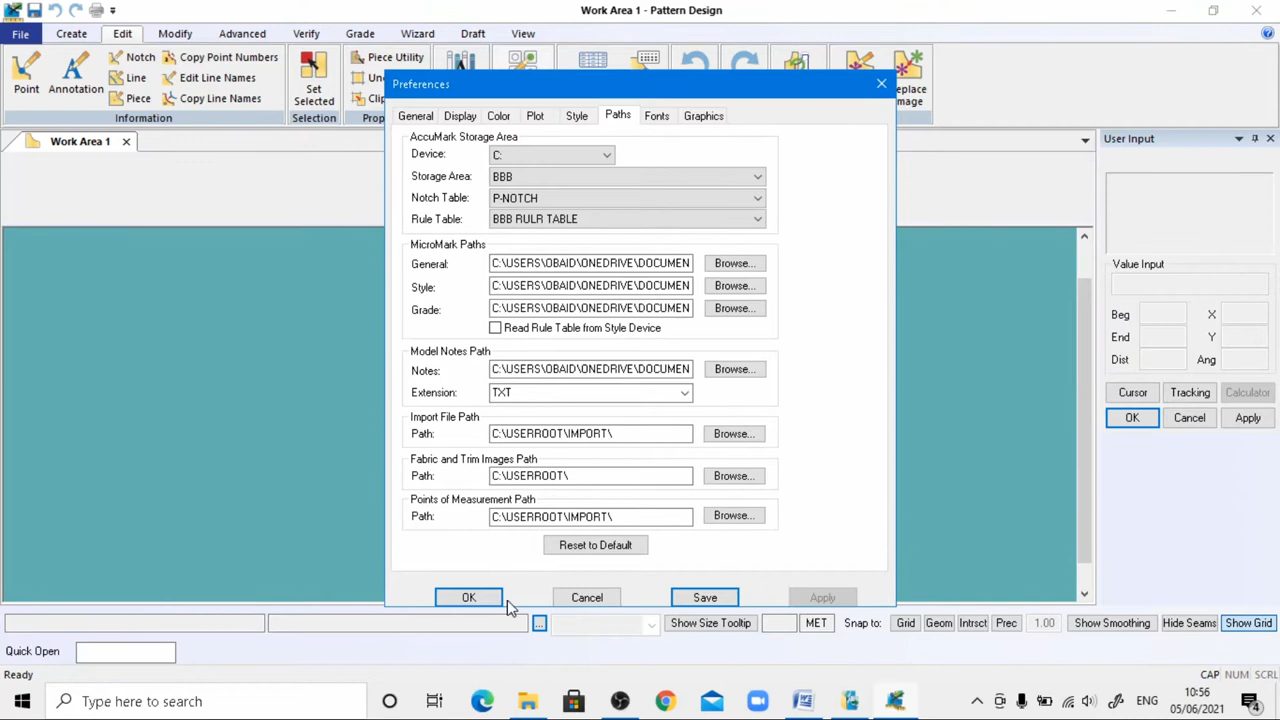 Work Area 1 - Pattern Design
File Create Edit Modify Advanced Verify Grade Wizard Draft View
Point
Annotation
Notch
Line
Piece
Copy Point Numbers
Edit Line Names
Copy Line Names
Information
Set Selected
Selection
Piece Utility
Work Area 1
Preferences
General Display Color Plot Style Paths Fonts Graphics
AccuMark Storage Area
Device: C:
Storage Area: BBB
Notch Table: P-NOTCH
Rule Table: BBB RULR TABLE
MicroMark Paths
General: C:\USERS\OBAID\ONEDRIVE\DOCUMEN Browse...
Style: C:\USERS\OBAID\ONEDRIVE\DOCUMEN Browse...
Grade: C:\USERS\OBAID\ONEDRIVE\DOCUMEN Browse...
Read Rule Table from Style Device
Model Notes Path
Notes: C:\USERS\OBAID\ONEDRIVE\DOCUMEN Browse...
Extension: TXT
Import File Path
Path: C:\USERROOT\IMPORT\ Browse...
Fabric and Trim Images Path
Path: C:\USERROOT\ Browse...
Points of Measurement Path
Path: C:\USERROOT\IMPORT\ Browse...
Reset to Default
OK Cancel Save Apply
User Input
Value Input
Beg X
End Y
Dist Ang
Cursor Tracking Calculator
OK Cancel Apply
... Show Size Tooltip MET Snap to: Grid Geom Intrsct Prec 1.00 Show Smoothing Hide Seams Show Grid
Quick Open
Ready
CAP NUM SCRL
Type here to search
ENG
10:56
05/06/2021
4